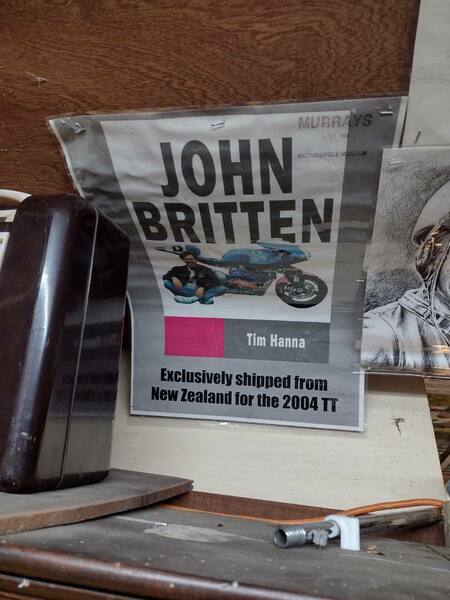 MURRAYS
MOTORCYCLE MUSEUM
JOHN
BRITTEN
Tim Hanna
Exclusively shipped from
New Zealand for the 2004 TT